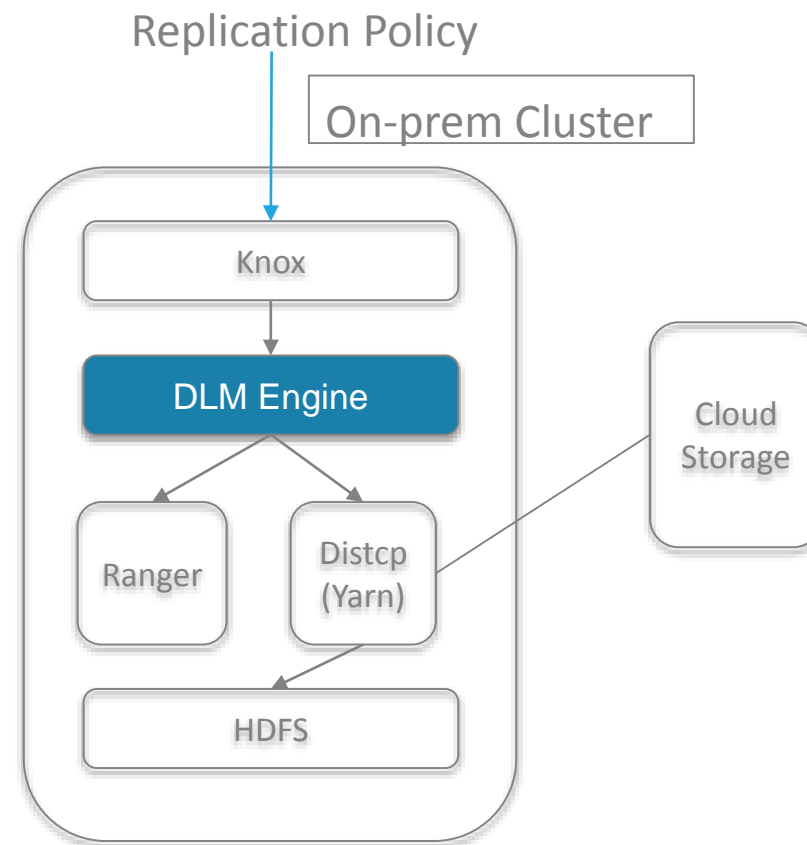 Replication Policy
On-prem Cluster
Knox
DLM Engine
Cloud
Storage
Ranger
Distcp
(Yarn)
HDFS